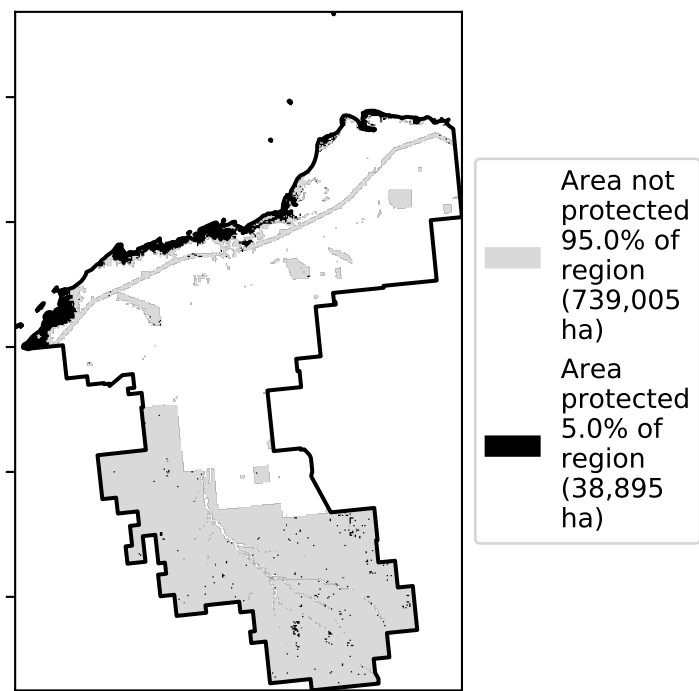 Area not
protected
95.0% of
region
(739,005
ha)
Area
protected
5.0% of
region
(38,895
ha)